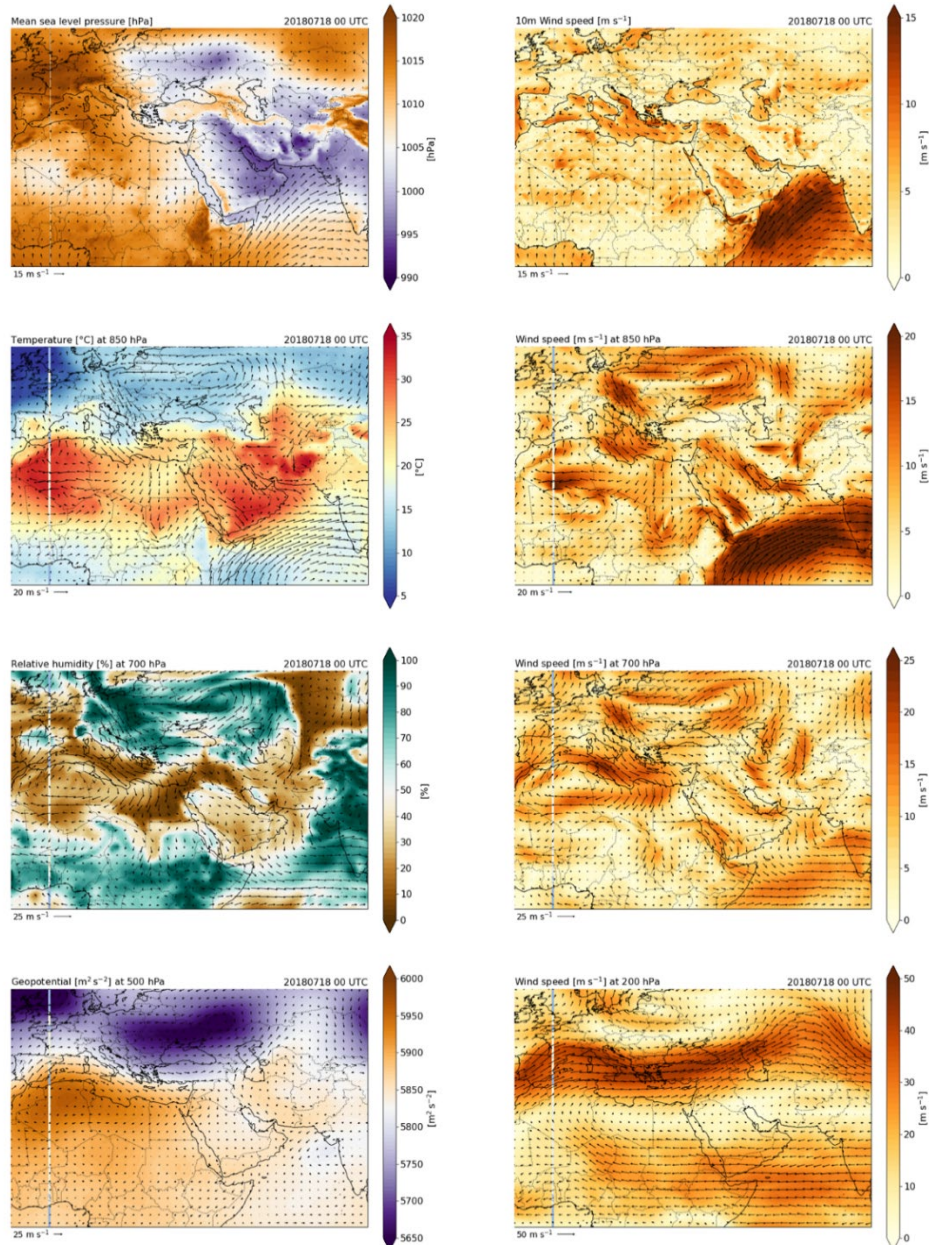 Mean sea level pressure [hPa] 20180718 00 UTC
1020
1015
1010
1005
1000
995
990
[hPa]
15 m s⁻¹
10m Wind speed [m s⁻¹] 20180718 00 UTC
15
10
5
0
[m s⁻¹]
15 m s⁻¹
Temperature [°C] at 850 hPa 20180718 00 UTC
35
30
25
20
15
10
5
[°C]
20 m s⁻¹
Wind speed [m s⁻¹] at 850 hPa 20180718 00 UTC
20
15
10
5
0
[m s⁻¹]
20 m s⁻¹
Relative humidity [%] at 700 hPa 20180718 00 UTC
100
90
80
70
60
50
40
30
20
10
0
[%]
25 m s⁻¹
Wind speed [m s⁻¹] at 700 hPa 20180718 00 UTC
25
20
15
10
5
0
[m s⁻¹]
25 m s⁻¹
Geopotential [m² s⁻²] at 500 hPa 20180718 00 UTC
6000
5950
5900
5850
5800
5750
5700
5650
[m² s⁻²]
25 m s⁻¹
Wind speed [m s⁻¹] at 200 hPa 20180718 00 UTC
50
40
30
20
10
0
[m s⁻¹]
50 m s⁻¹